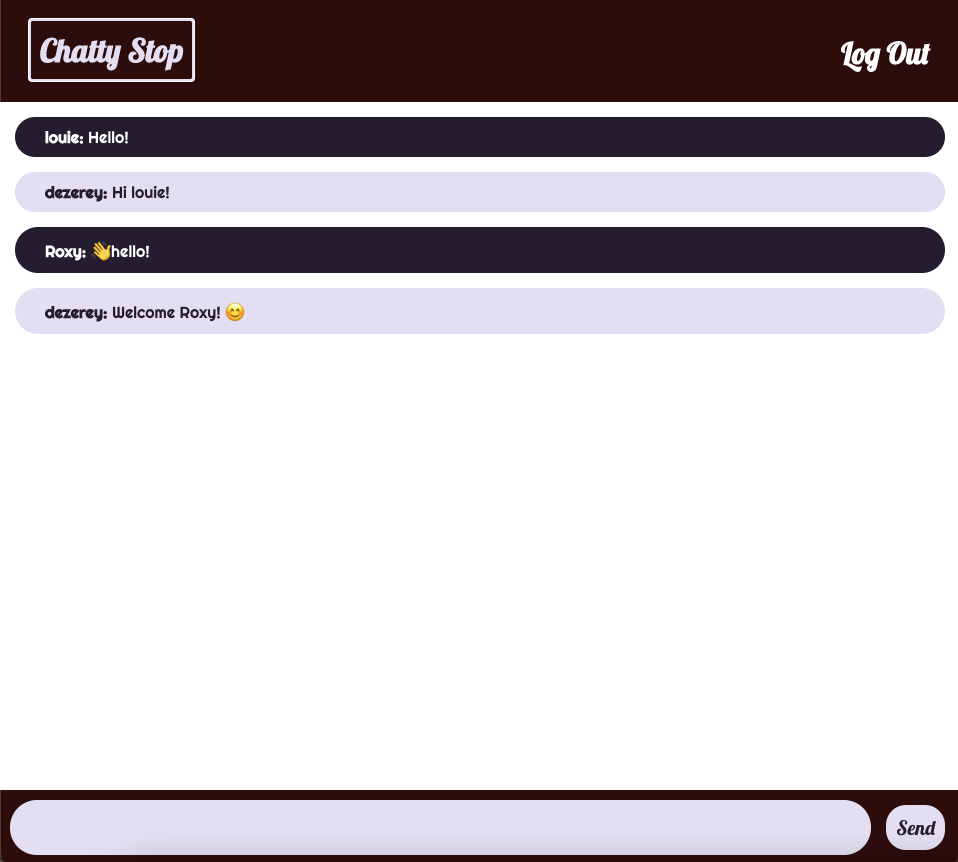 Chatty Stop
Log Out
louie: Hello!
dezerey: Hi louie!
Roxy: 👋hello!
dezerey: Welcome Roxy! 😊
Send